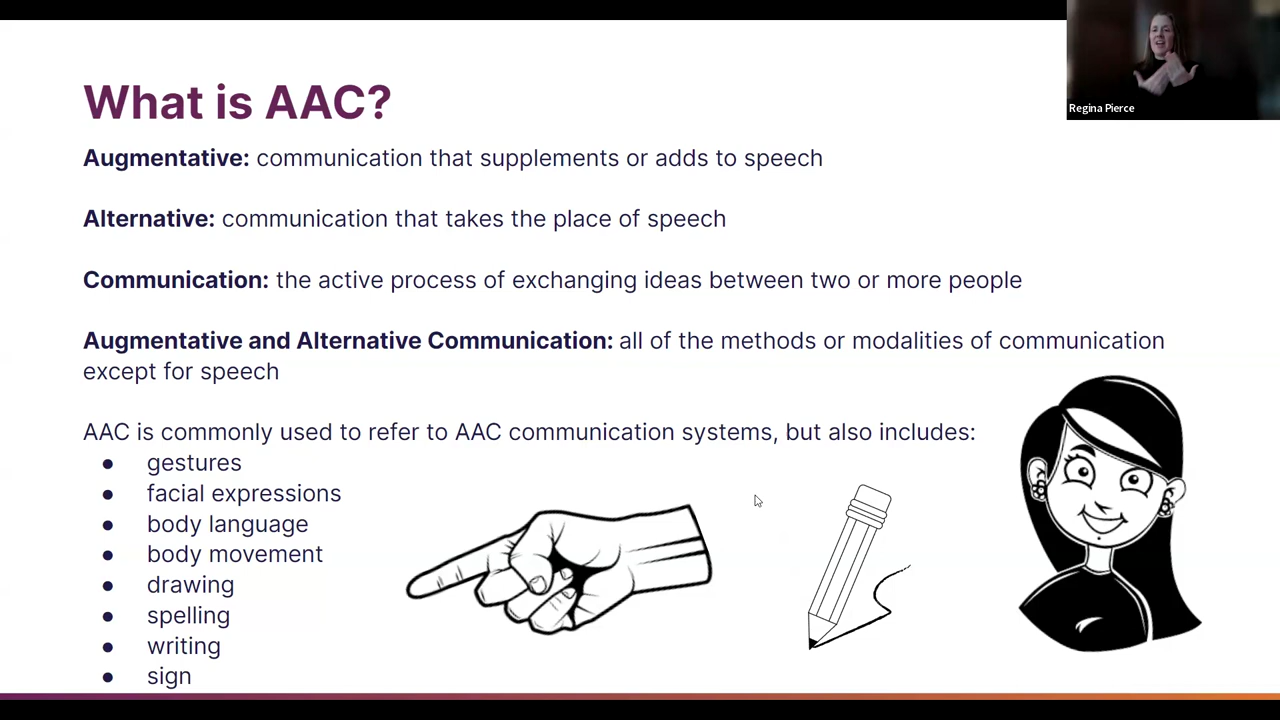 What is AAC?
Augmentative: communication that supplements or adds to speech
Alternative: communication that takes the place of speech
Communication: the active process of exchanging ideas between two or more people
Augmentative and Alternative Communication: all of the methods or modalities of communication
except for speech
AAC is commonly used to refer to AAC communication systems, but also includes:
● gestures
● facial expressions
● body language
● body movement
● drawing
● spelling
● writing
● sign
Regina Pierce